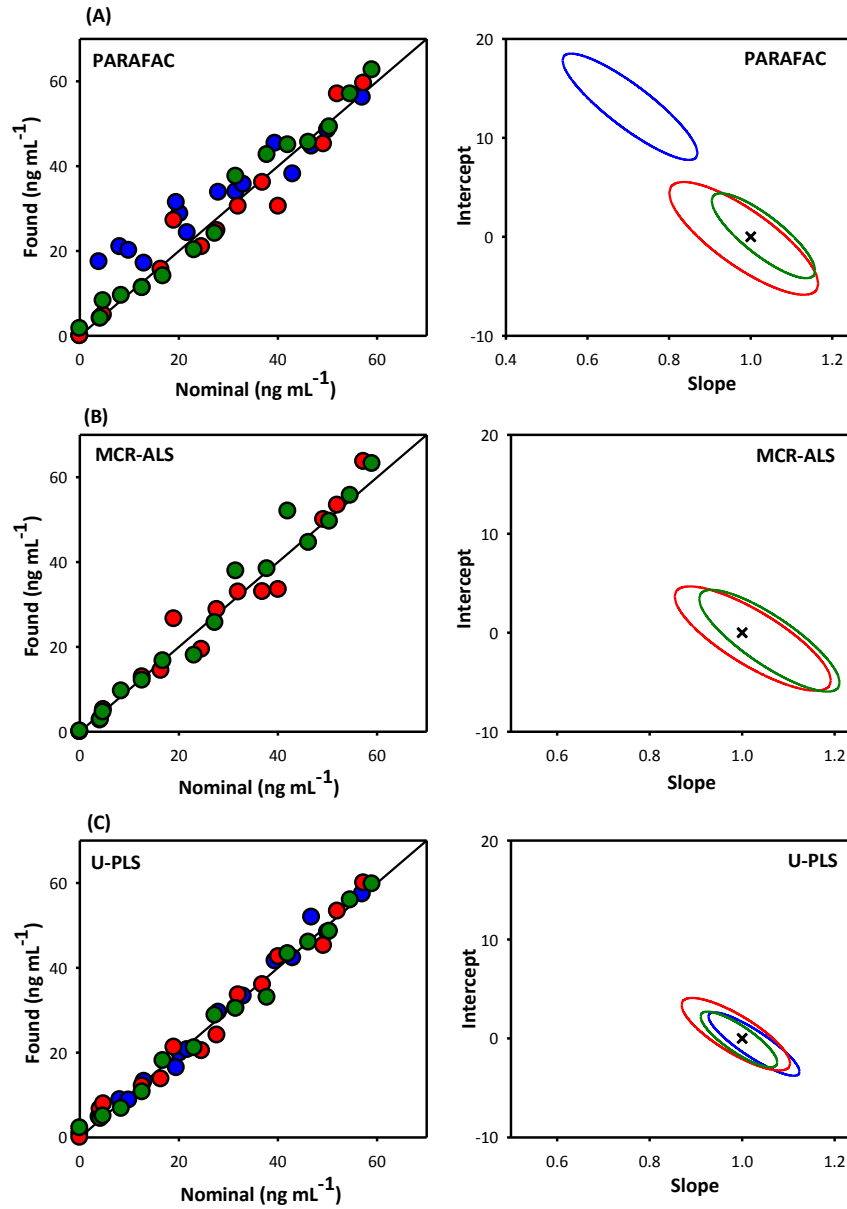 (A)
PARAFAC
60
40
20
0
0 20 40 60
Found (ng mL⁻¹)
Nominal (ng mL⁻¹)
PARAFAC
20
10
0
-10
0.4 0.6 0.8 1.0 1.2
Intercept
Slope
(B)
MCR-ALS
60
40
20
0
0 20 40 60
Found (ng mL⁻¹)
Nominal (ng mL⁻¹)
MCR-ALS
20
10
0
-10
0.6 0.8 1.0 1.2
Intercept
Slope
(C)
U-PLS
60
40
20
0
0 20 40 60
Found (ng mL⁻¹)
Nominal (ng mL⁻¹)
U-PLS
20
10
0
-10
0.6 0.8 1.0 1.2
Intercept
Slope